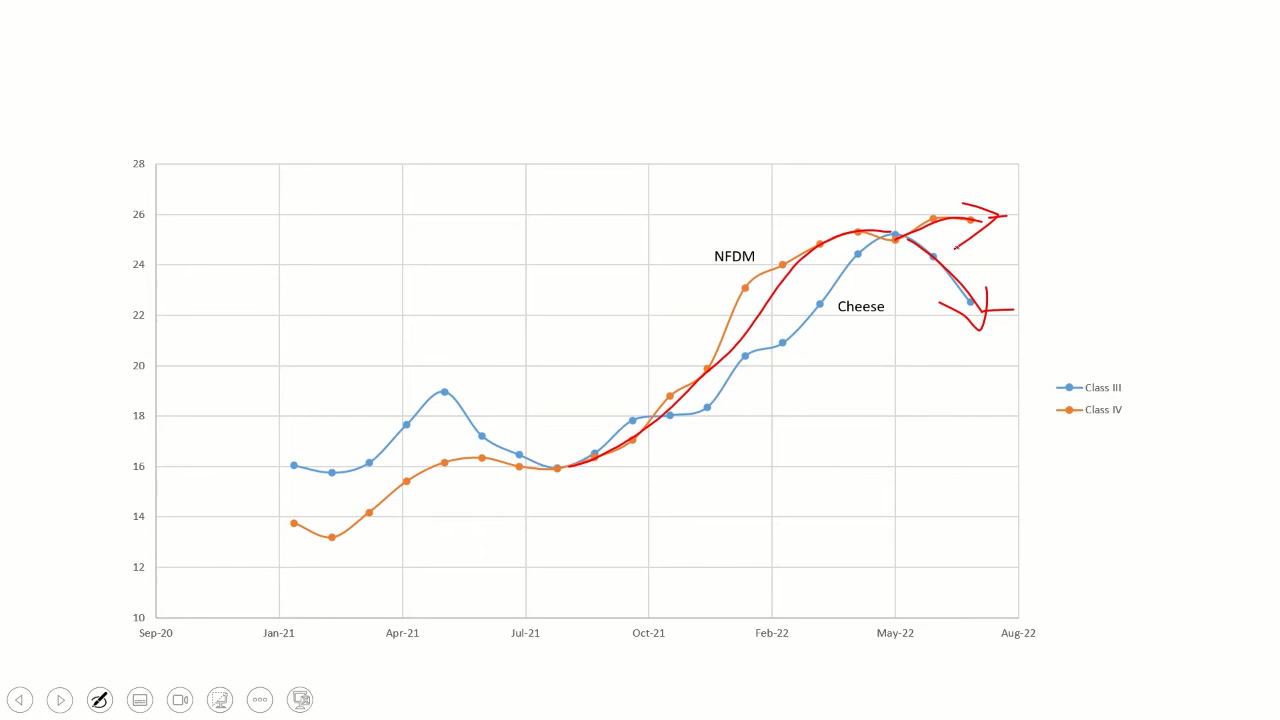 28
26
24
NFDM
22
Cheese
20
Class III
18
Class IV
16
14
12
10
Sep-20 Jan-21 Apr-21 Jul-21 Oct-21 Feb-22 May-22 Aug-22